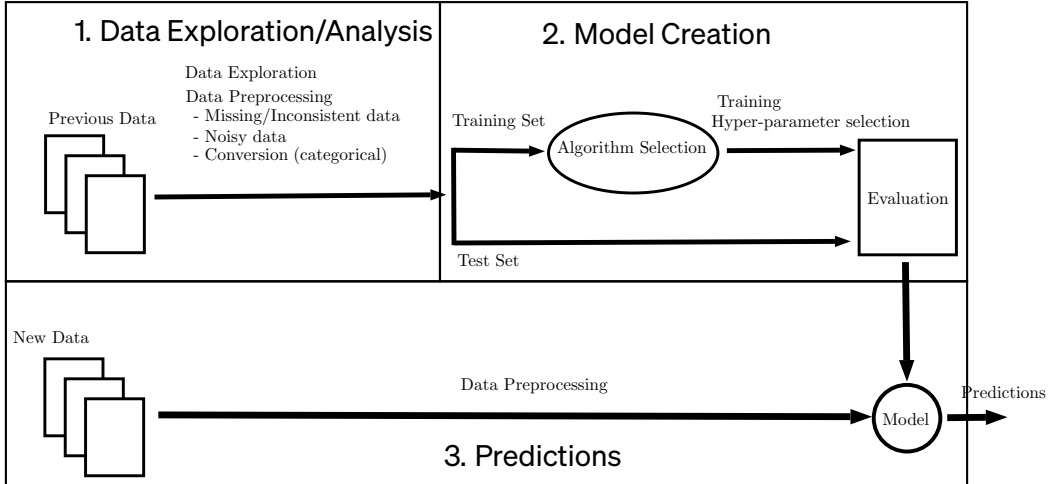 1. Data Exploration/Analysis
2. Model Creation
Data Exploration
Data Preprocessing
- Missing/Inconsistent data
- Noisy data
- Conversion (categorical)
Previous Data
Training Set
Algorithm Selection
Training
Hyper-parameter selection
Evaluation
Test Set
New Data
Data Preprocessing
Model
Predictions
3. Predictions